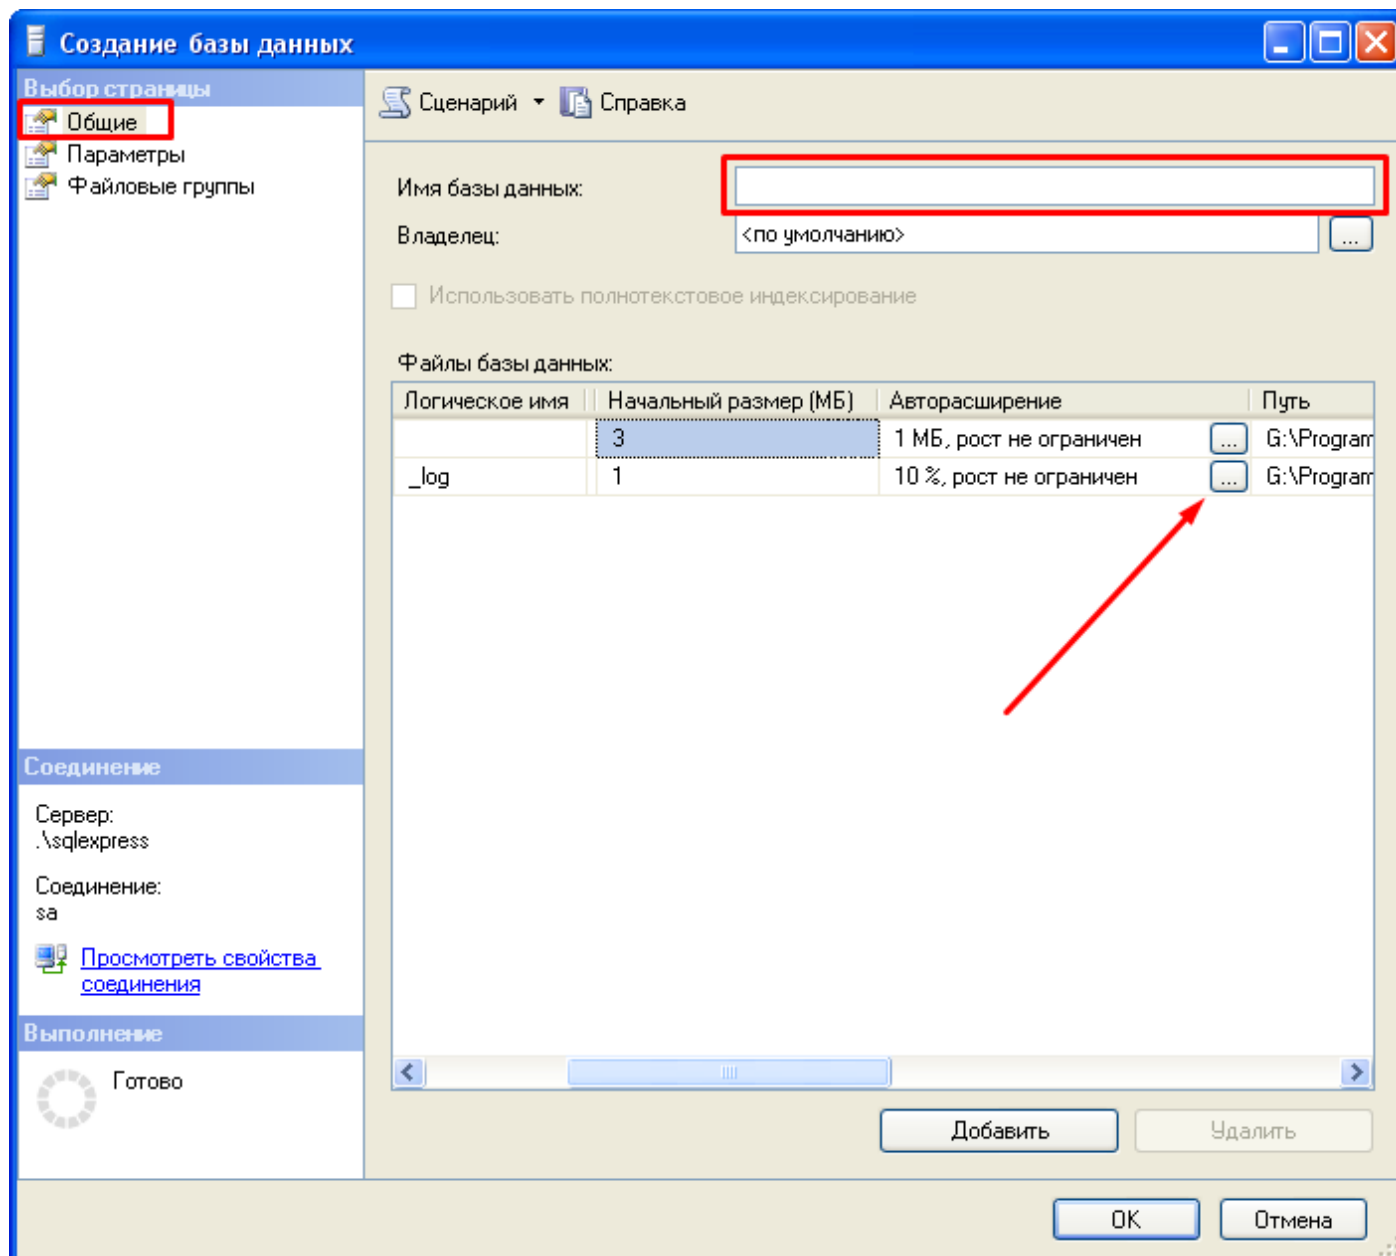 Создание базы данных
Выбор страницы
Общие
Параметры
Файловые группы
Сценарий
Справка
Имя базы данных:
Владелец:
<по умолчанию>
...
Использовать полнотекстовое индексирование
Файлы базы данных:
Логическое имя Начальный размер (МБ) Авторасширение Путь
3 1 МБ, рост не ограничен ... G:\Program
_log 1 10 %, рост не ограничен ... G:\Program
Соединение
Сервер:
.\sqlexpress
Соединение:
sa
Просмотреть свойства
соединения
Выполнение
Готово
Добавить
Удалить
OK
Отмена